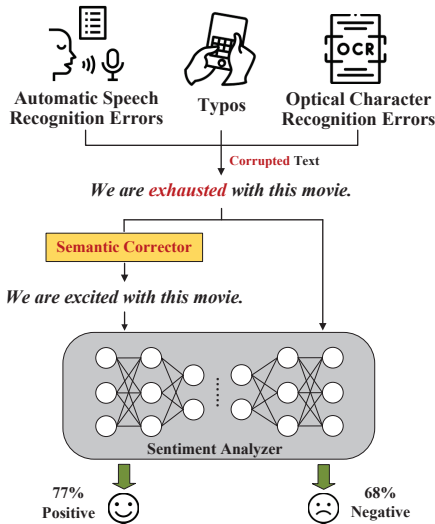 OCR
Automatic Speech
Recognition Errors
Typos
Optical Character
Recognition Errors
Corrupted Text
We are exhausted with this movie.
Semantic Corrector
We are excited with this movie.
Sentiment Analyzer
77%
Positive
68%
Negative